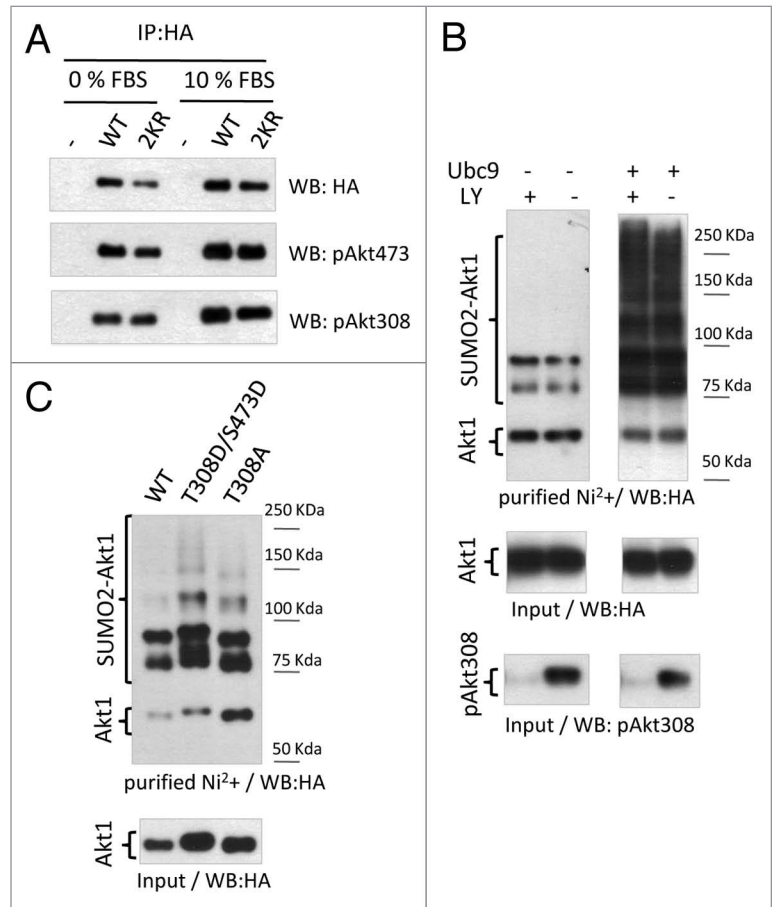 A
IP:HA
0 % FBS 10 % FBS
- WT 2KR - WT 2KR
WB: HA
WB: pAkt473
WB: pAkt308
B
Ubc9 - - + +
LY + - + -
SUMO2-Akt1
Akt1
250 KDa
150 Kda
100 Kda
75 Kda
50 Kda
purified Ni²+/ WB:HA
Akt1
Input / WB:HA
pAkt308
Input / WB: pAkt308
C
WT T308D/S473D T308A
SUMO2-Akt1
Akt1
250 KDa
150 Kda
100 Kda
75 Kda
50 Kda
purified Ni²+ / WB:HA
Akt1
Input / WB:HA